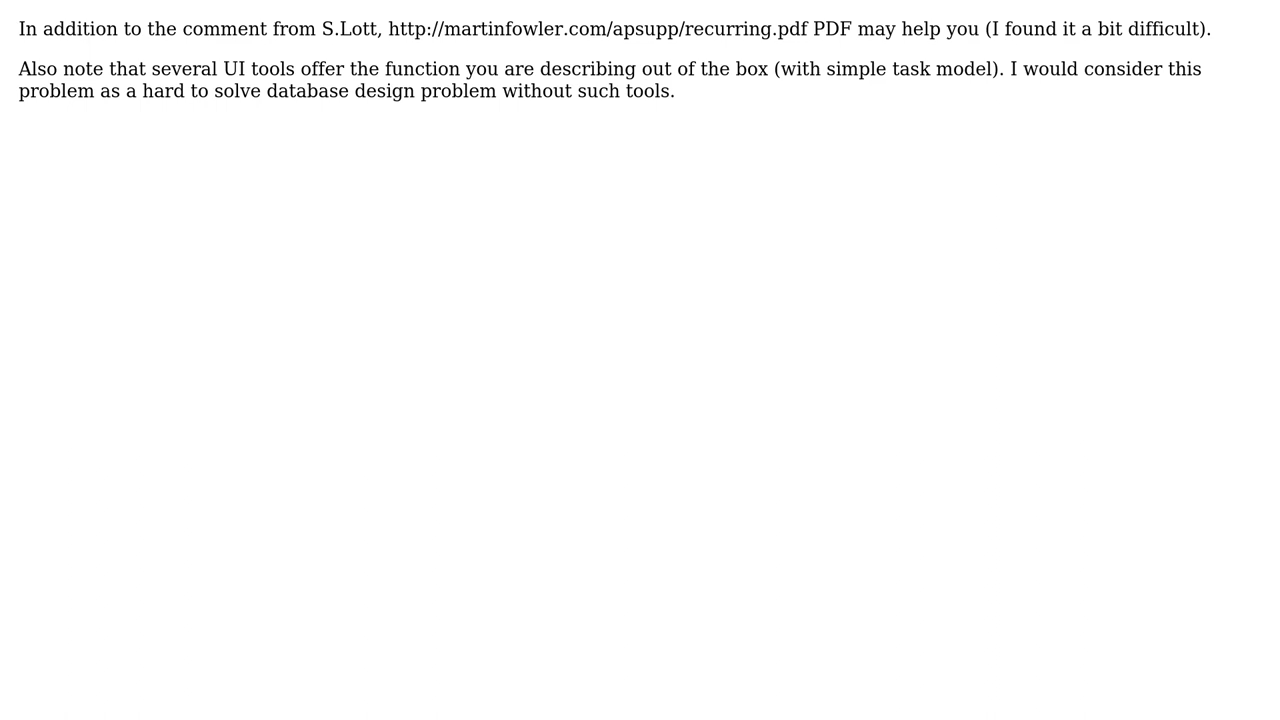 In addition to the comment from S.Lott, http://martinfowler.com/apsupp/recurring.pdf PDF may help you (I found it a bit difficult).
Also note that several UI tools offer the function you are describing out of the box (with simple task model). I would consider this
problem as a hard to solve database design problem without such tools.